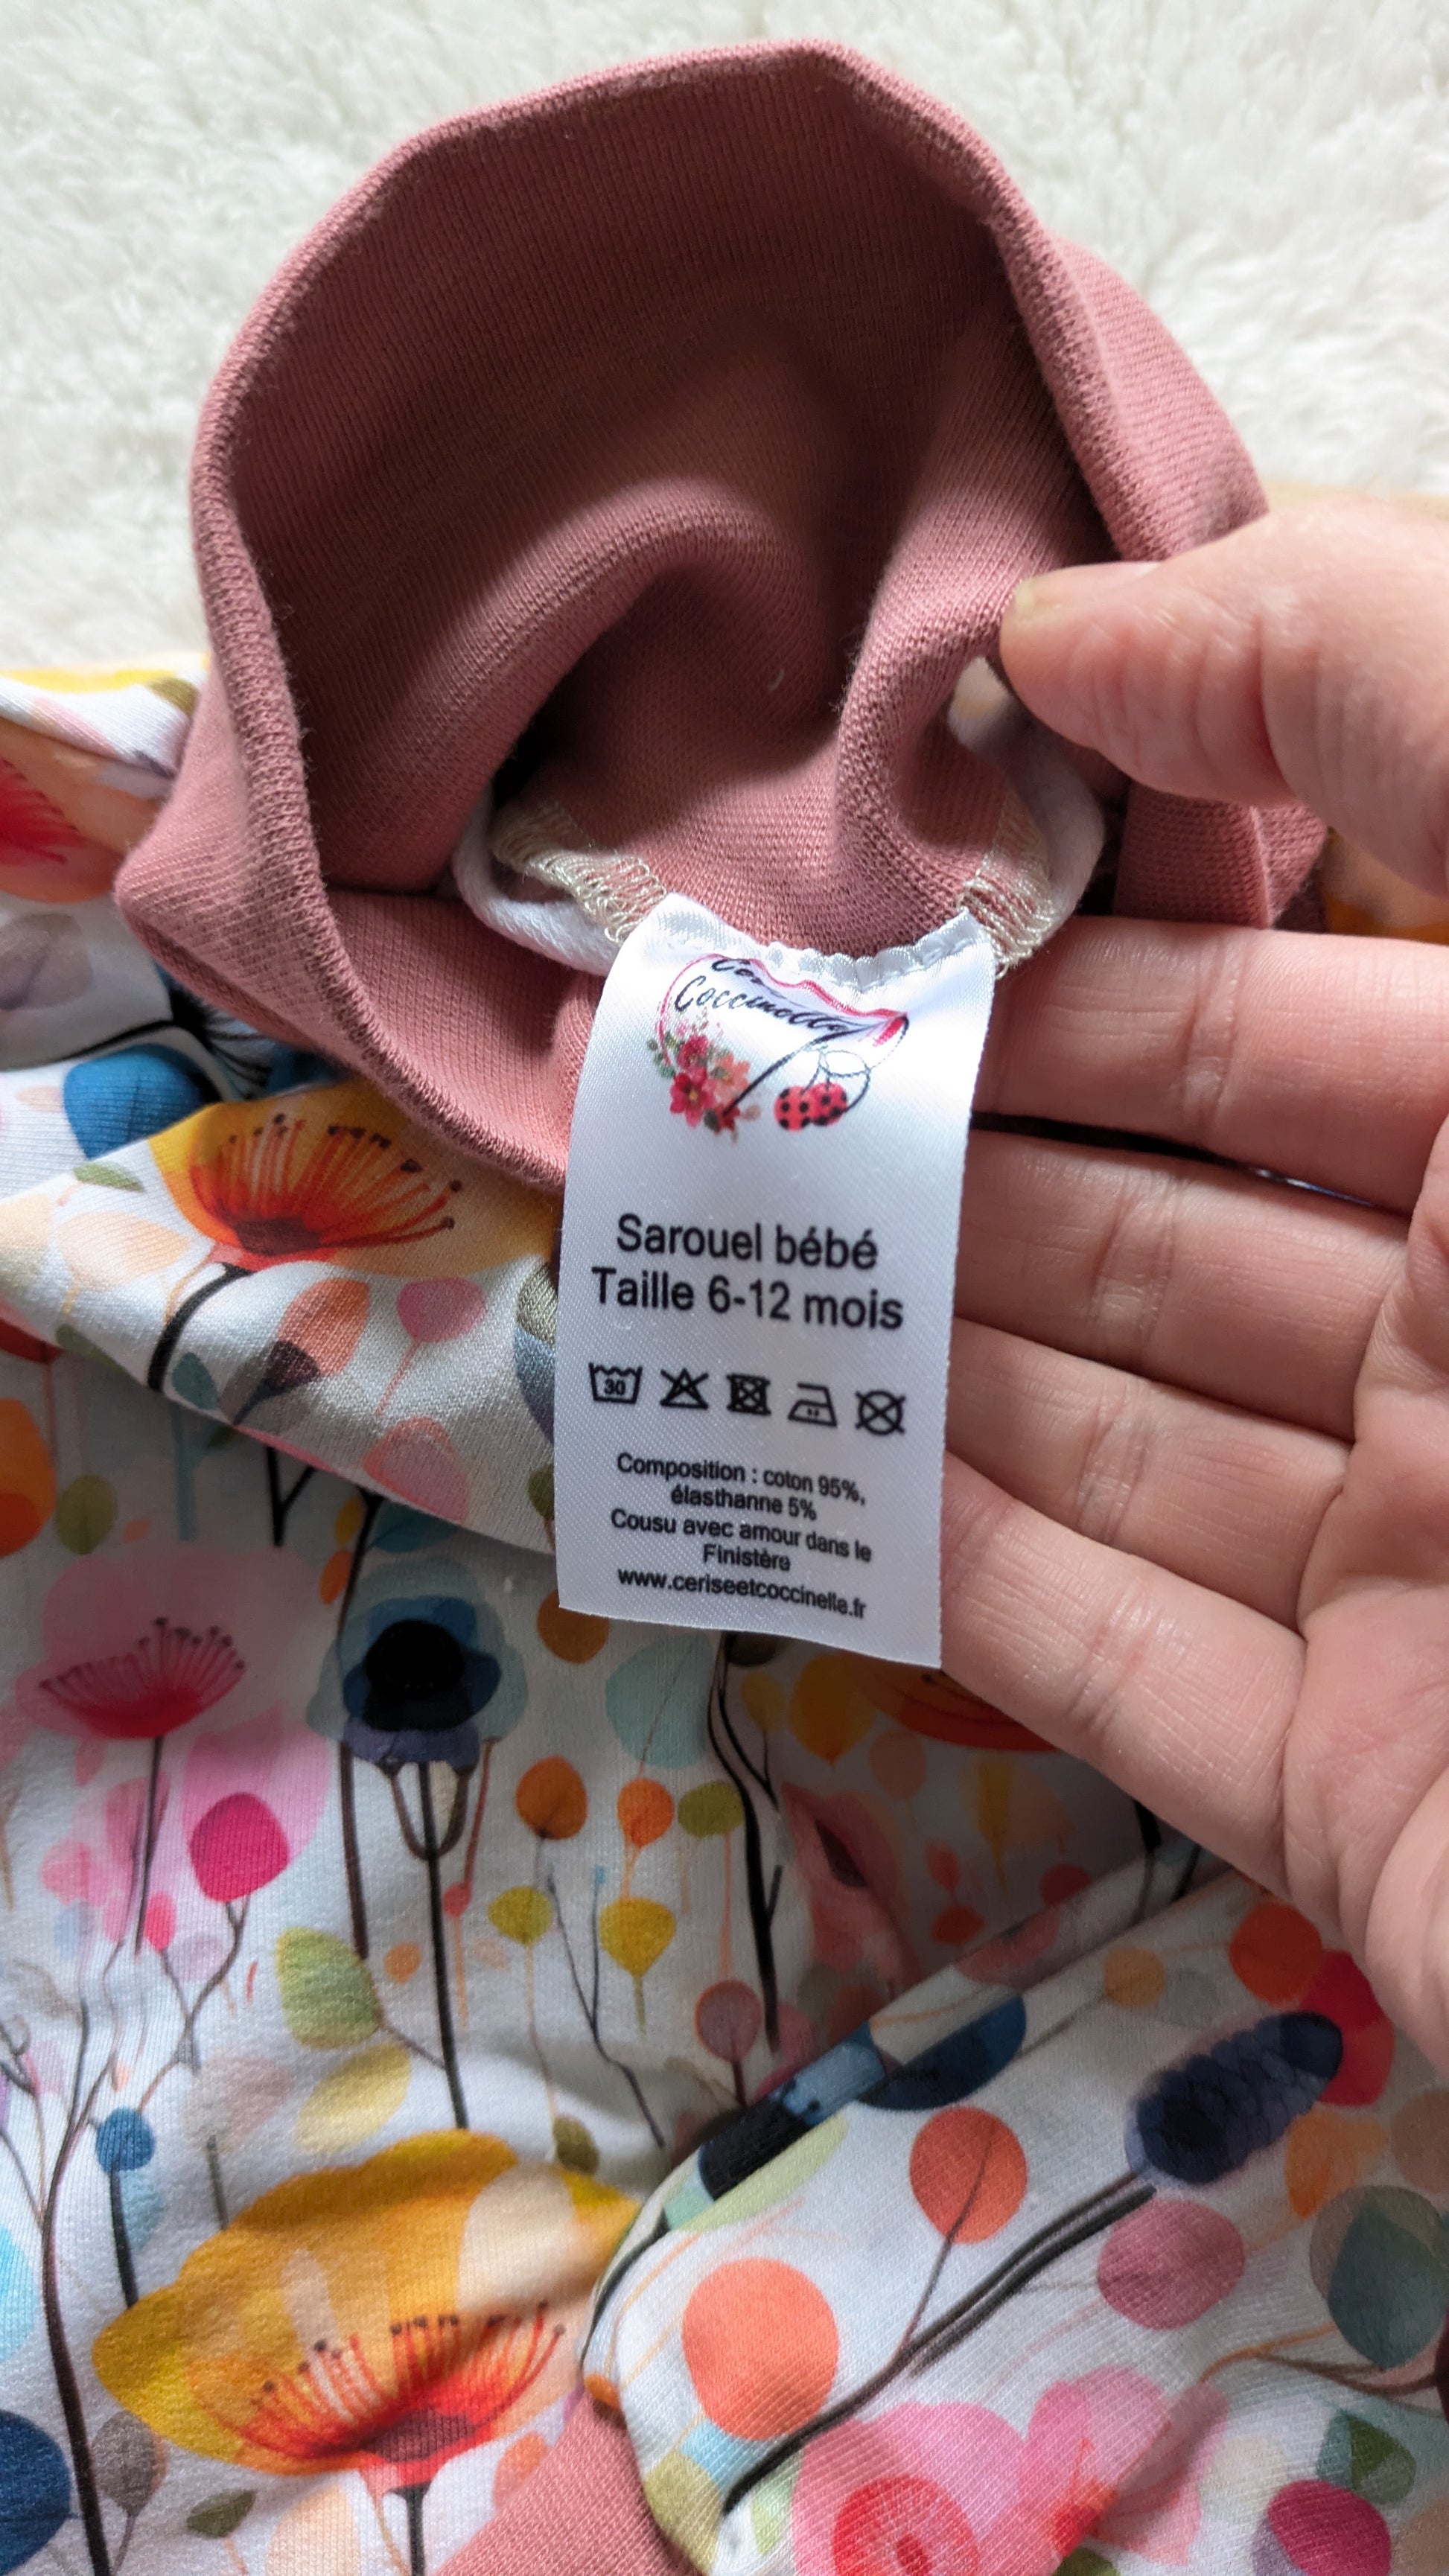 Coccinelle
Sarouel bébé
Taille 6-12 mois
30
Composition : coton 95%,
élasthanne 5%
Cousu avec amour dans le
Finistère
www.ceriseetcoccinelle.fr